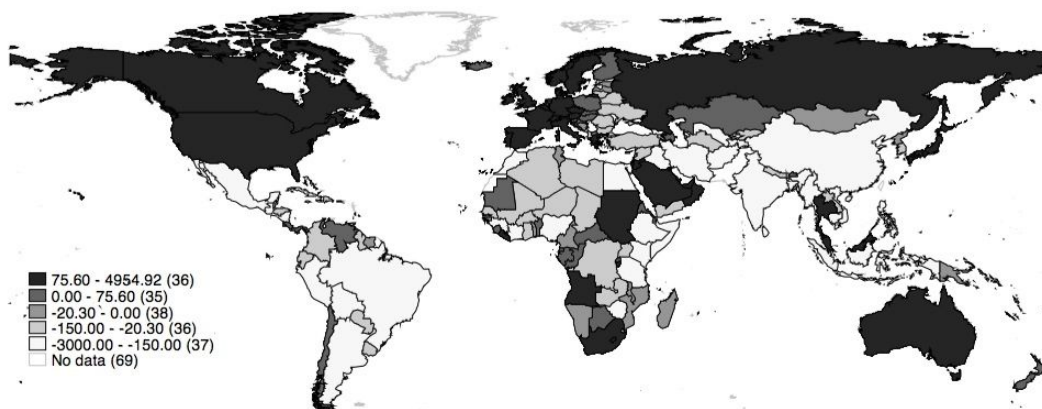 75.60 - 4954.92 (36)
0.00 - 75.60 (35)
-20.30 - 0.00 (38)
-150.00 - -20.30 (36)
-3000.00 - -150.00 (37)
No data (69)